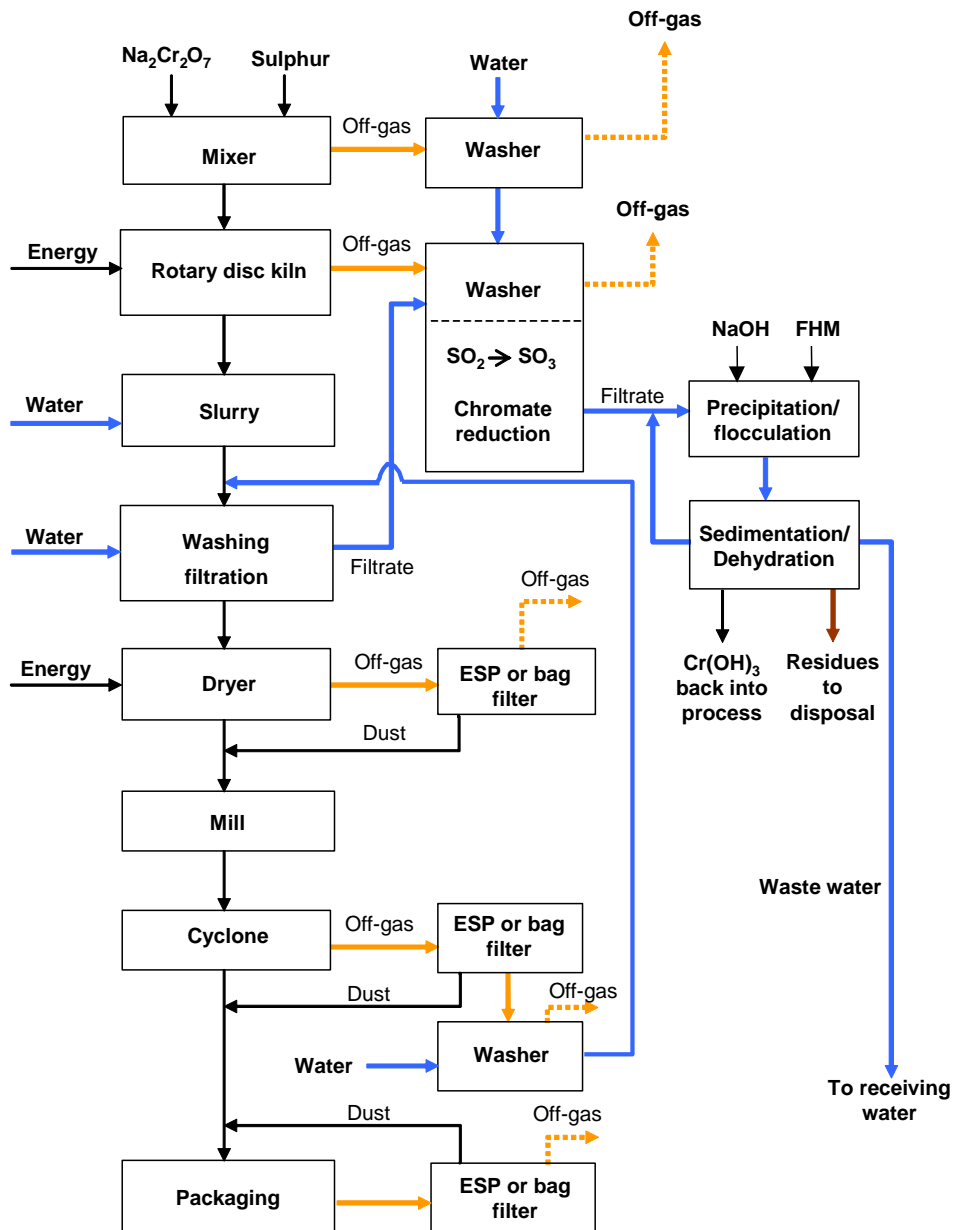 Off-gas
Na₂Cr₂O₇
Sulphur
Water
Off-gas
Mixer
Washer
Off-gas
Energy
Off-gas
Rotary disc kiln
Washer
NaOH
FHM
SO₂ → SO₃
Water
Slurry
Chromate
reduction
Filtrate
Precipitation/
flocculation
Water
Washing
filtration
Filtrate
Sedimentation/
Dehydration
Off-gas
Energy
Dryer
Off-gas
ESP or bag
filter
Cr(OH)₃
back into
process
Residues
to
disposal
Dust
Mill
Waste water
Cyclone
Off-gas
ESP or bag
filter
Dust
Off-gas
Water
Washer
To receiving
water
Dust
Off-gas
Packaging
ESP or bag
filter